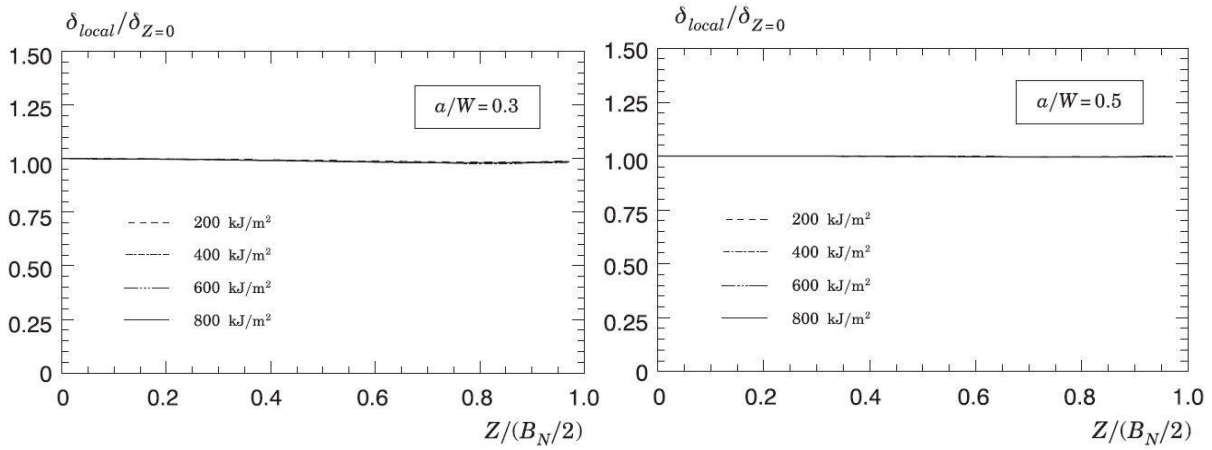 δ_local/δ_Z=0
1.50
1.25
1.00
0.75
0.50
0.25
0
a/W=0.3
200 kJ/m²
400 kJ/m²
600 kJ/m²
800 kJ/m²
0 0.2 0.4 0.6 0.8 1.0
Z/(B_N/2)
δ_local/δ_Z=0
1.50
1.25
1.00
0.75
0.50
0.25
0
a/W=0.5
200 kJ/m²
400 kJ/m²
600 kJ/m²
800 kJ/m²
0 0.2 0.4 0.6 0.8 1.0
Z/(B_N/2)